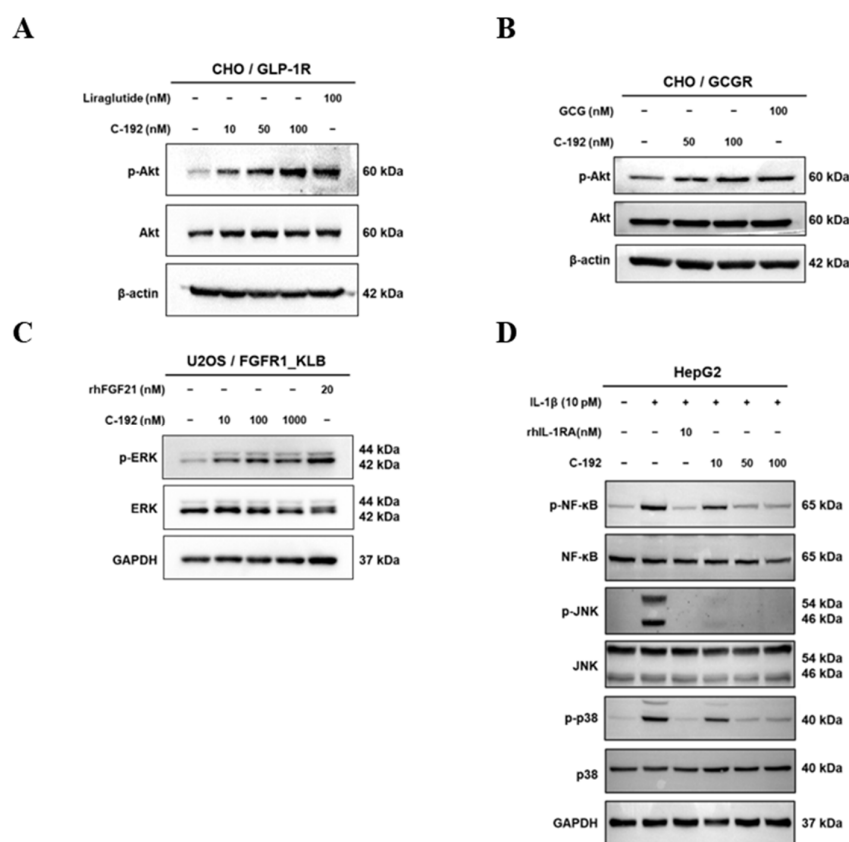 A
CHO / GLP-1R
Liraglutide (nM) – – – – 100
C-192 (nM) – 10 50 100 –
p-Akt 60 kDa
Akt 60 kDa
β-actin 42 kDa
B
CHO / GCGR
GCG (nM) – – – 100
C-192 (nM) – 50 100 –
p-Akt 60 kDa
Akt 60 kDa
β-actin 42 kDa
C
U2OS / FGFR1_KLB
rhFGF21 (nM) – – – – 20
C-192 (nM) – 10 100 1000 –
p-ERK 44 kDa
42 kDa
ERK 44 kDa
42 kDa
GAPDH 37 kDa
D
HepG2
IL-1β (10 pM) – + + + + +
rhIL-1RA(nM) – – 10 – – –
C-192 – – – 10 50 100
p-NF-κB 65 kDa
NF-κB 65 kDa
p-JNK 54 kDa
46 kDa
JNK 54 kDa
46 kDa
p-p38 40 kDa
p38 40 kDa
GAPDH 37 kDa